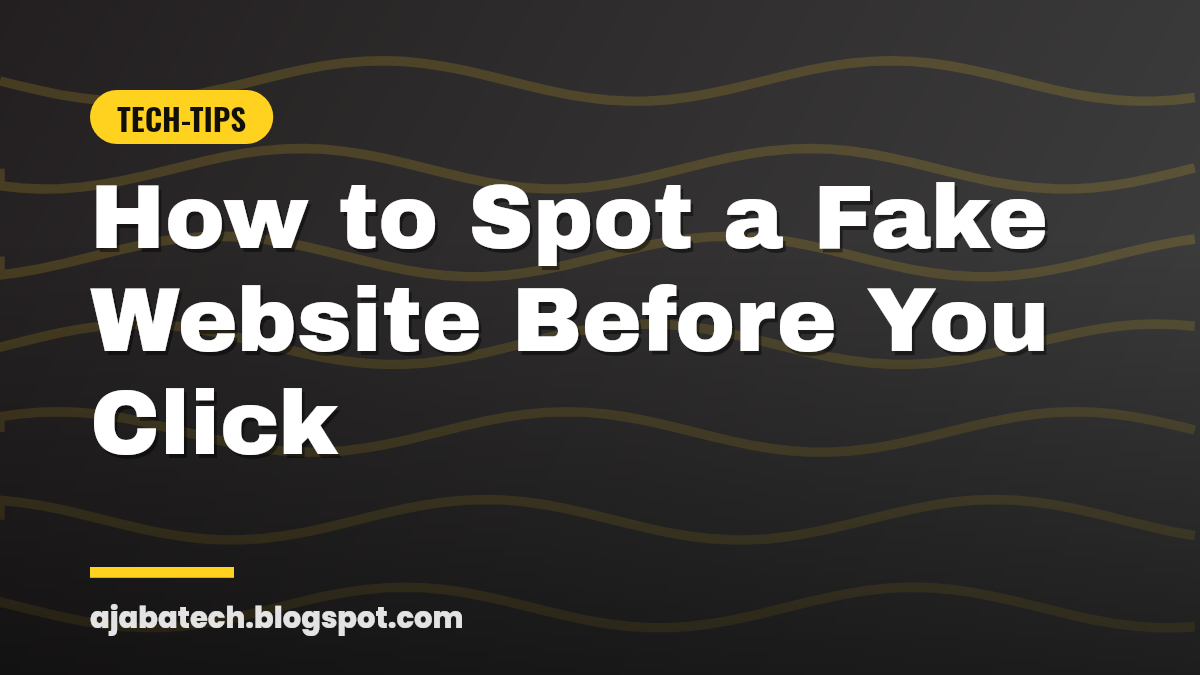 TECH-TIPS
How to Spot a Fake
Website Before You
Click
ajabatech.blogspot.com